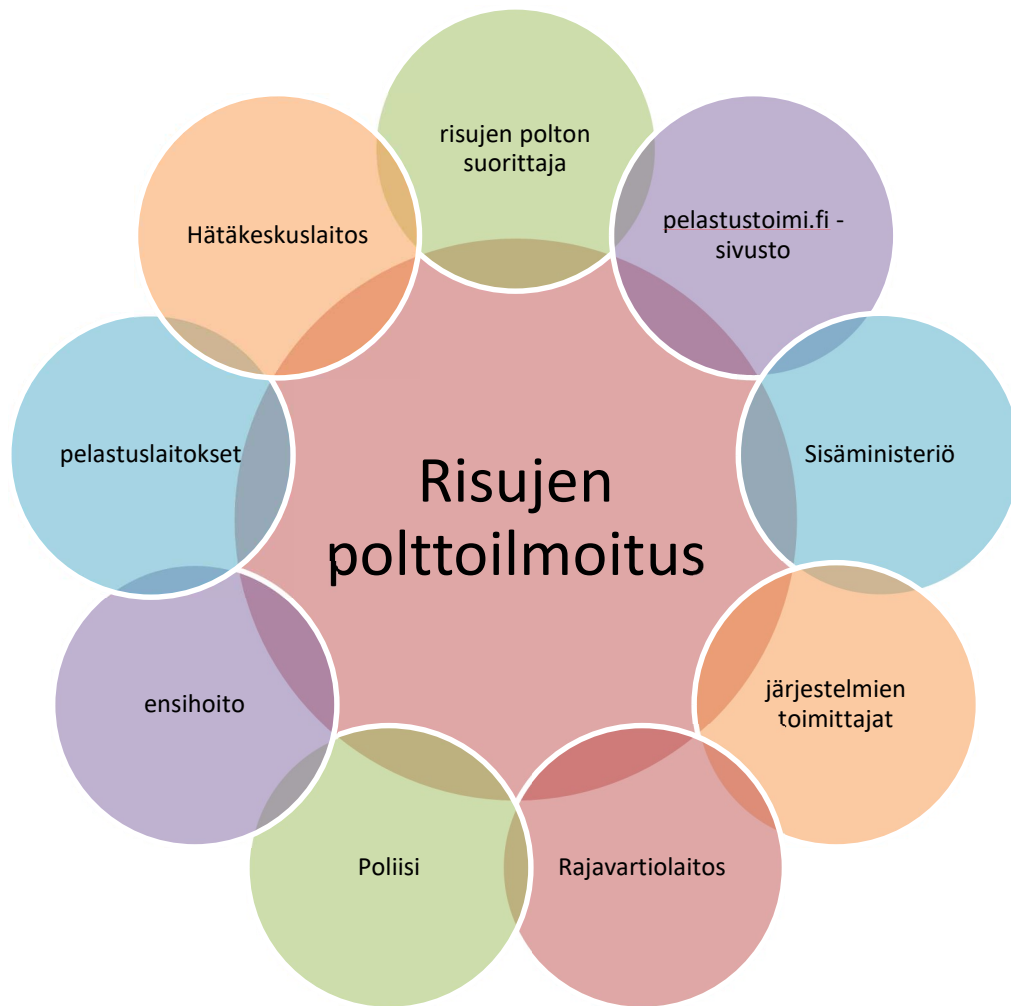 risujen polton
suorittaja
pelastustoimi.fi -
sivusto
Hätäkeskuslaitos
pelastuslaitokset
Sisäministeriö
Risujen
polttoilmoitus
ensihoito
järjestelmien
toimittajat
Poliisi
Rajavartiolaitos